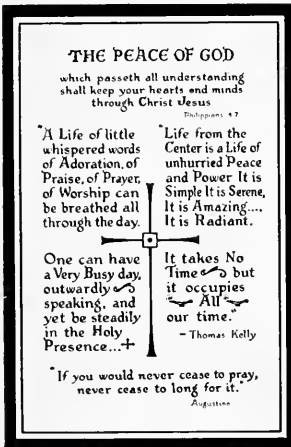 THE PEACE OF GOD
which passeth all understanding
shall keep your hearts and minds
through Christ Jesus
Philippians 4 7
"A Life of little
whispered words
of Adoration, of
Praise, of Prayer,
of Worship can
be breathed all
through the day.
One can have
a Very Busy day,
outwardly
speaking, and
yet be steadily
in the Holy
Presence...
"Life from the
Center is a Life of
unhurried Peace
and Power It is
Simple It is Serene,
It is Amazing...,
It is Radiant.
It takes No
Time but
it occupies
All
our time."
- Thomas Kelly
"If you would never cease to pray,
never cease to long for it."
Augustine